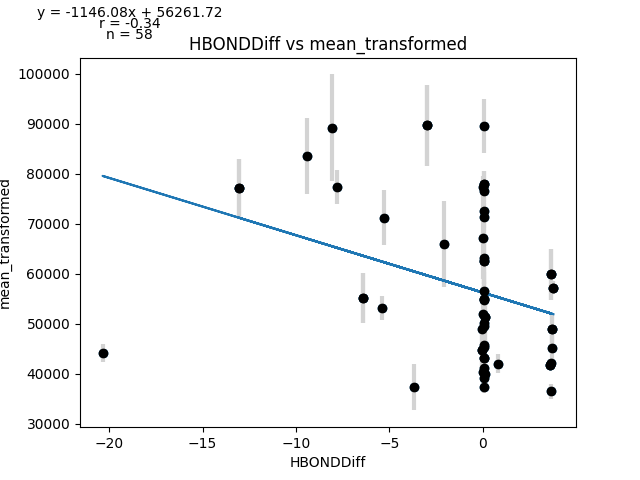 y = -1146.08x + 56261.72
r = -0.34
n = 58
HBONDDiff vs mean_transformed
100000
90000
80000
70000
60000
50000
40000
30000
mean_transformed
−20
−15
−10
−5
0
HBONDDiff